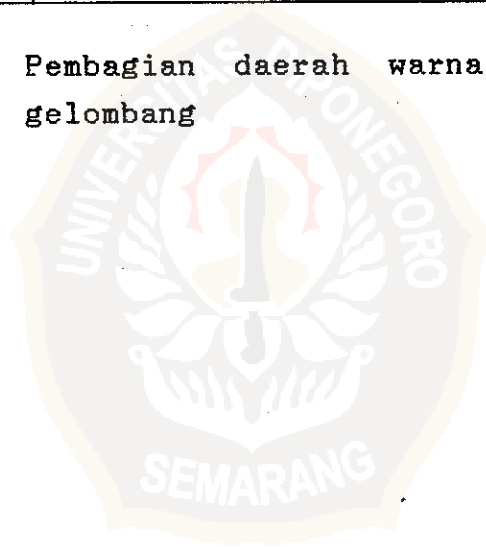 Pembagian daerah warna
gelombang
UNIVERSITAS DIPONEGORO
SEMARANG